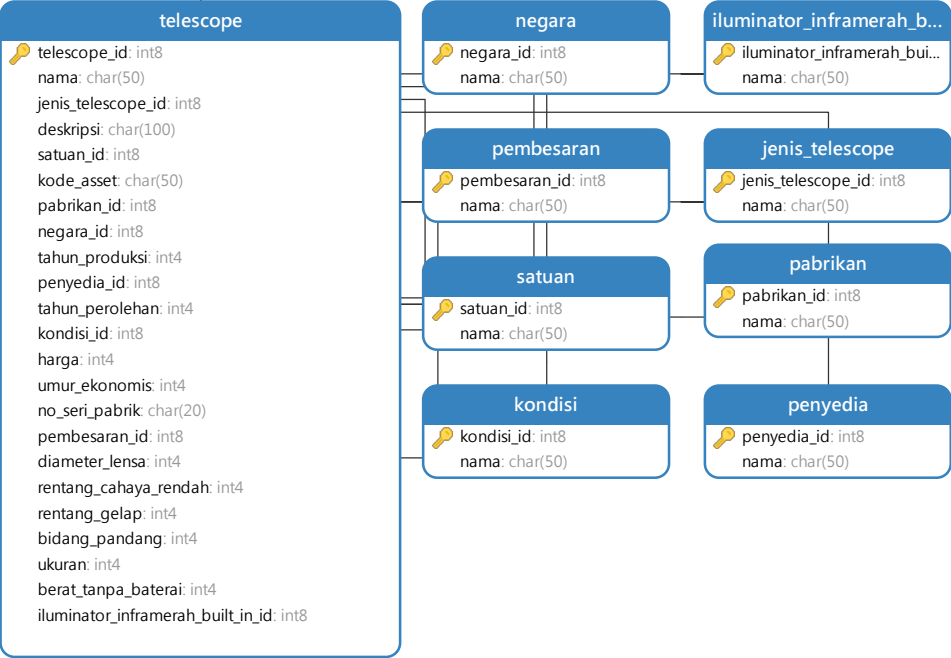 telescope
telescope_id: int8
nama: char(50)
jenis_telescope_id: int8
deskripsi: char(100)
satuan_id: int8
kode_asset: char(50)
pabrikan_id: int8
negara_id: int8
tahun_produksi: int4
penyedia_id: int8
tahun_perolehan: int4
kondisi_id: int8
harga: int4
umur_ekonomis: int4
no_seri_pabrik: char(20)
pembesaran_id: int8
diameter_lensa: int4
rentang_cahaya_rendah: int4
rentang_gelap: int4
bidang_pandang: int4
ukuran: int4
berat_tanpa_baterai: int4
iluminator_inframerah_built_in_id: int8
negara
negara_id: int8
nama: char(50)
iluminator_inframerah_b...
iluminator_inframerah_bui...
nama: char(50)
pembesaran
pembesaran_id: int8
nama: char(50)
jenis_telescope
jenis_telescope_id: int8
nama: char(50)
satuan
satuan_id: int8
nama: char(50)
pabrikan
pabrikan_id: int8
nama: char(50)
kondisi
kondisi_id: int8
nama: char(50)
penyedia
penyedia_id: int8
nama: char(50)